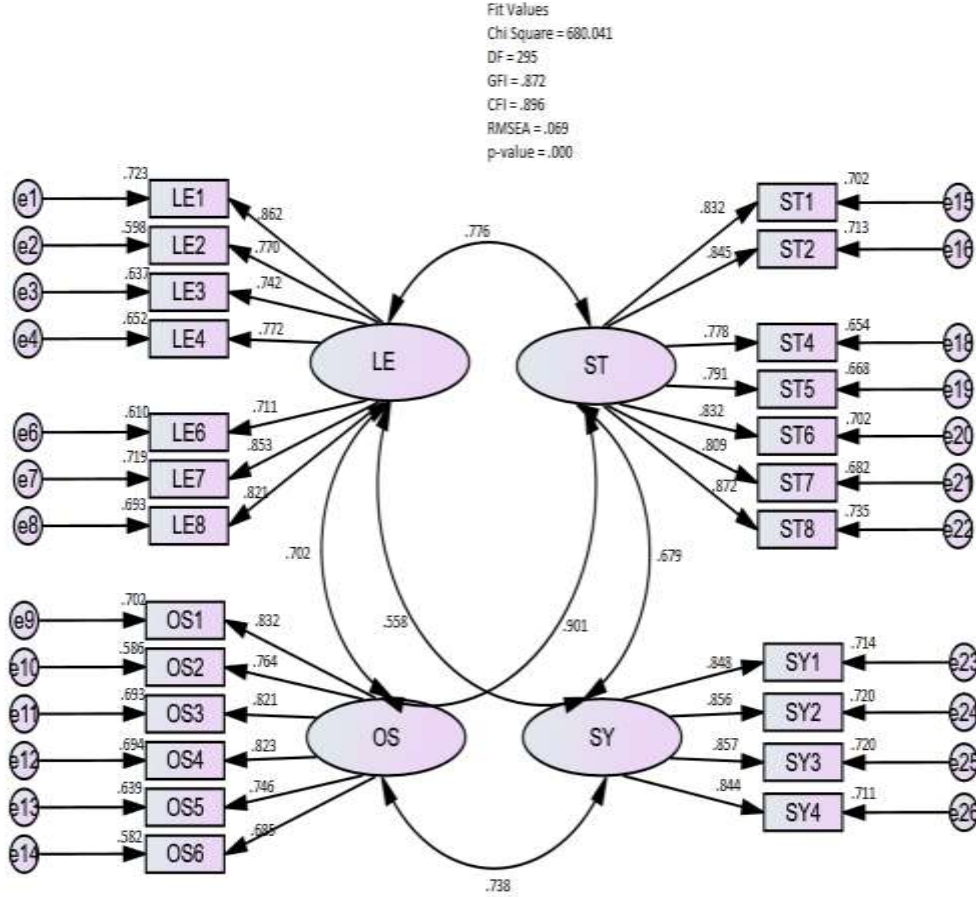 Fit Values
Chi Square = 680.041
DF = 295
GFI = .872
CFI = .896
RMSEA = .069
p-value = .000
e1 .723 LE1 .862
e2 .598 LE2 .770
e3 .637 LE3 .742
e4 .652 LE4 .772
LE
e6 .610 LE6 .711
e7 .719 LE7 .853
e8 .693 LE8 .821
.776
.832 ST1 .702 e15
.845 ST2 .713 e16
ST
.778 ST4 .654 e18
.791 ST5 .668 e19
.832 ST6 .702 e20
.809 ST7 .682 e21
.872 ST8 .735 e22
.702
.558
.901
.679
e9 .702 OS1 .832
e10 .586 OS2 .764
e11 .693 OS3 .821
e12 .694 OS4 .823
e13 .639 OS5 .746
e14 .582 OS6 .685
OS
SY
.848 SY1 .714 e23
.856 SY2 .720 e24
.857 SY3 .720 e25
.844 SY4 .711 e26
.738